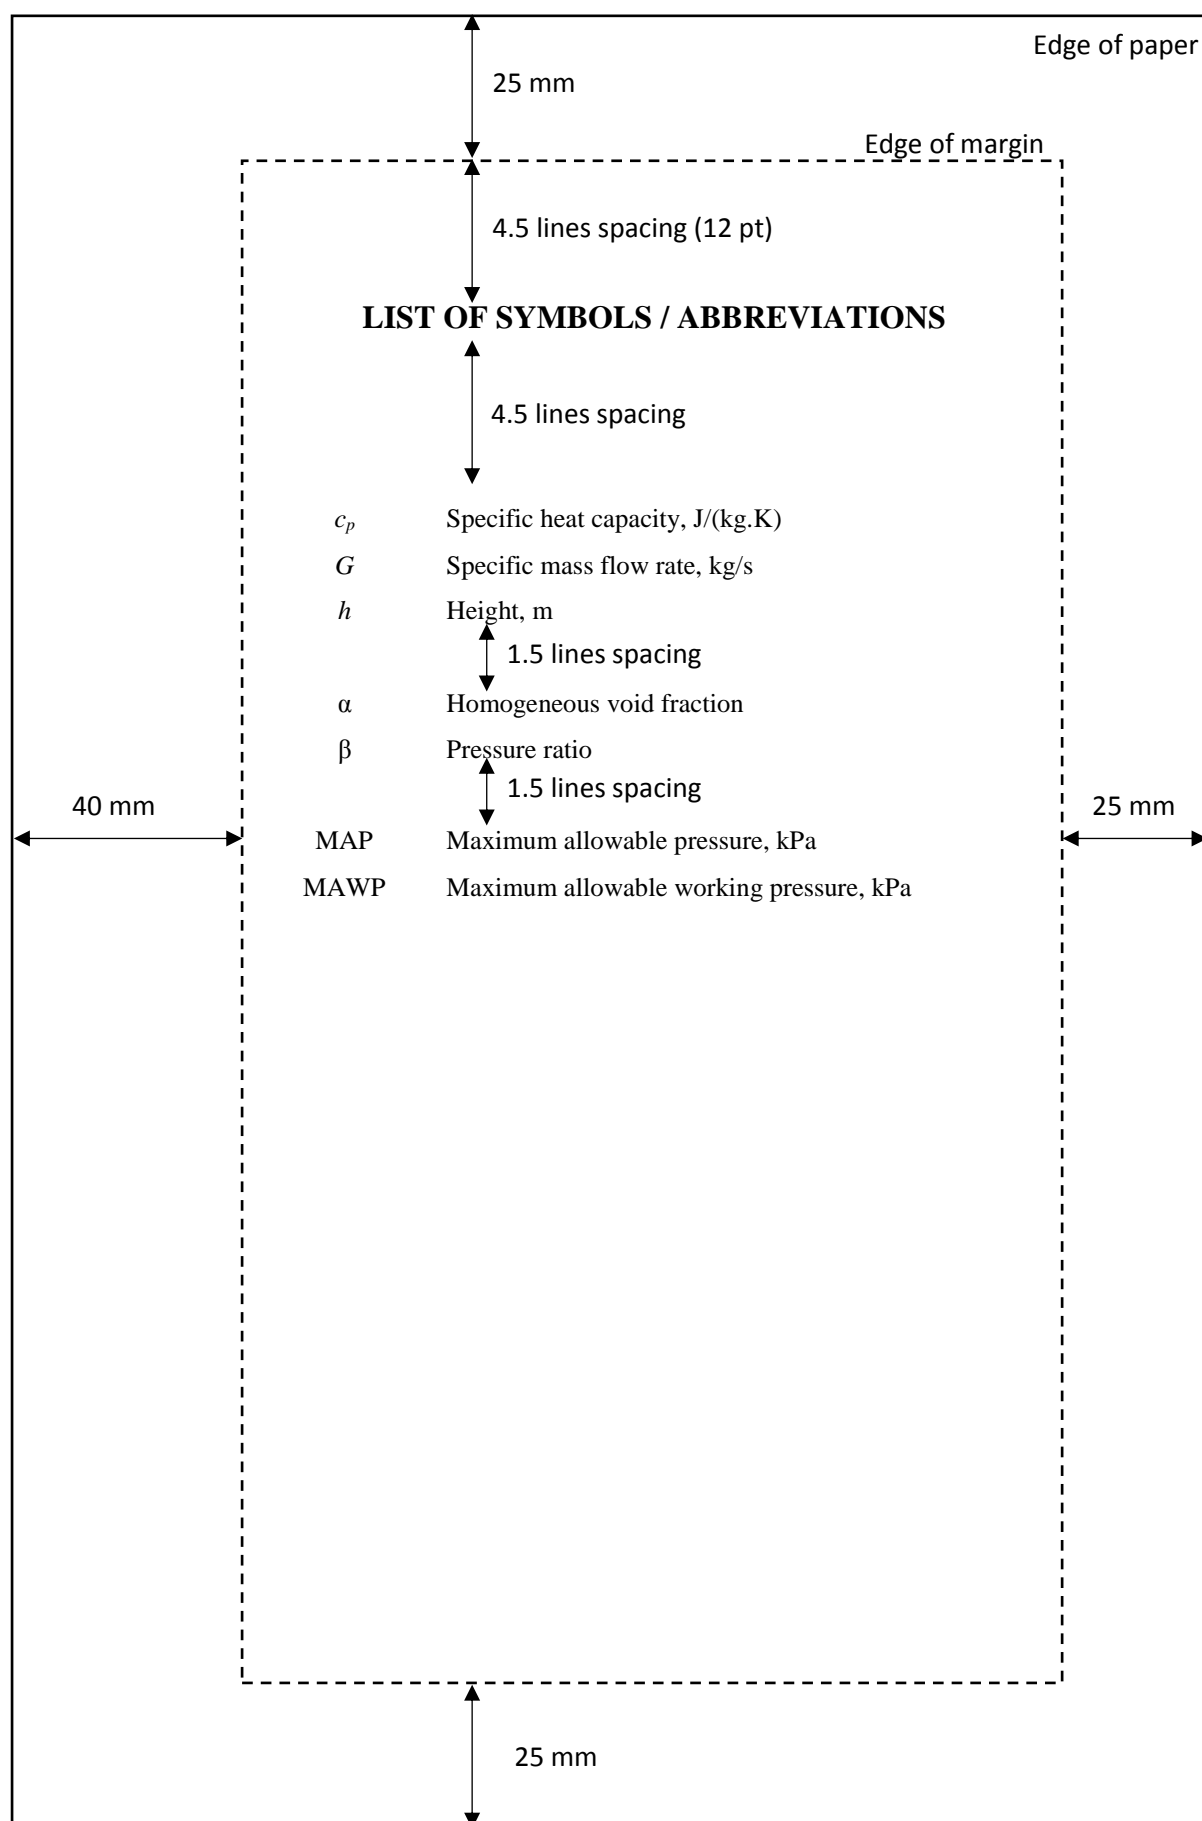 Edge of paper
25 mm
Edge of margin
4.5 lines spacing (12 pt)
LIST OF SYMBOLS / ABBREVIATIONS
4.5 lines spacing
cp Specific heat capacity, J/(kg.K)
G Specific mass flow rate, kg/s
h Height, m
1.5 lines spacing
α Homogeneous void fraction
β Pressure ratio
1.5 lines spacing
40 mm 25 mm
MAP Maximum allowable pressure, kPa
MAWP Maximum allowable working pressure, kPa
25 mm